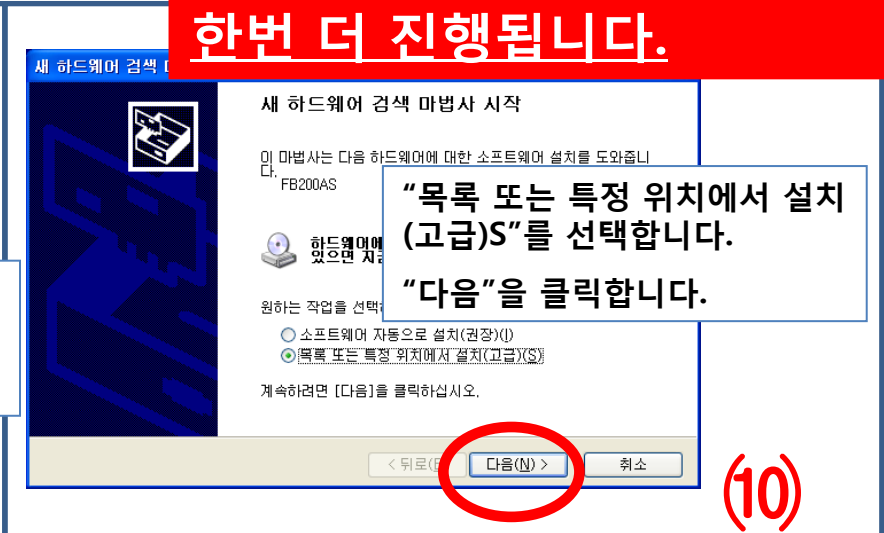 한번 더 진행됩니다.
새 하드웨어 검색
새 하드웨어 검색 마법사 시작
이 마법사는 다음 하드웨어에 대한 소프트웨어 설치를 도와줍니
다.
FB200AS
“목록 또는 특정 위치에서 설치
(고급)S”를 선택합니다.
“다음”을 클릭합니다.
하드웨어에
있으면
원하는 작업을
소프트웨어 자동으로 설치(권장)(I)
목록 또는 특정 위치에서 설치(고급)(S)
계속하려면 [다음]을 클릭하십시오.
< 뒤로(
다음(N) >
취소
(10)